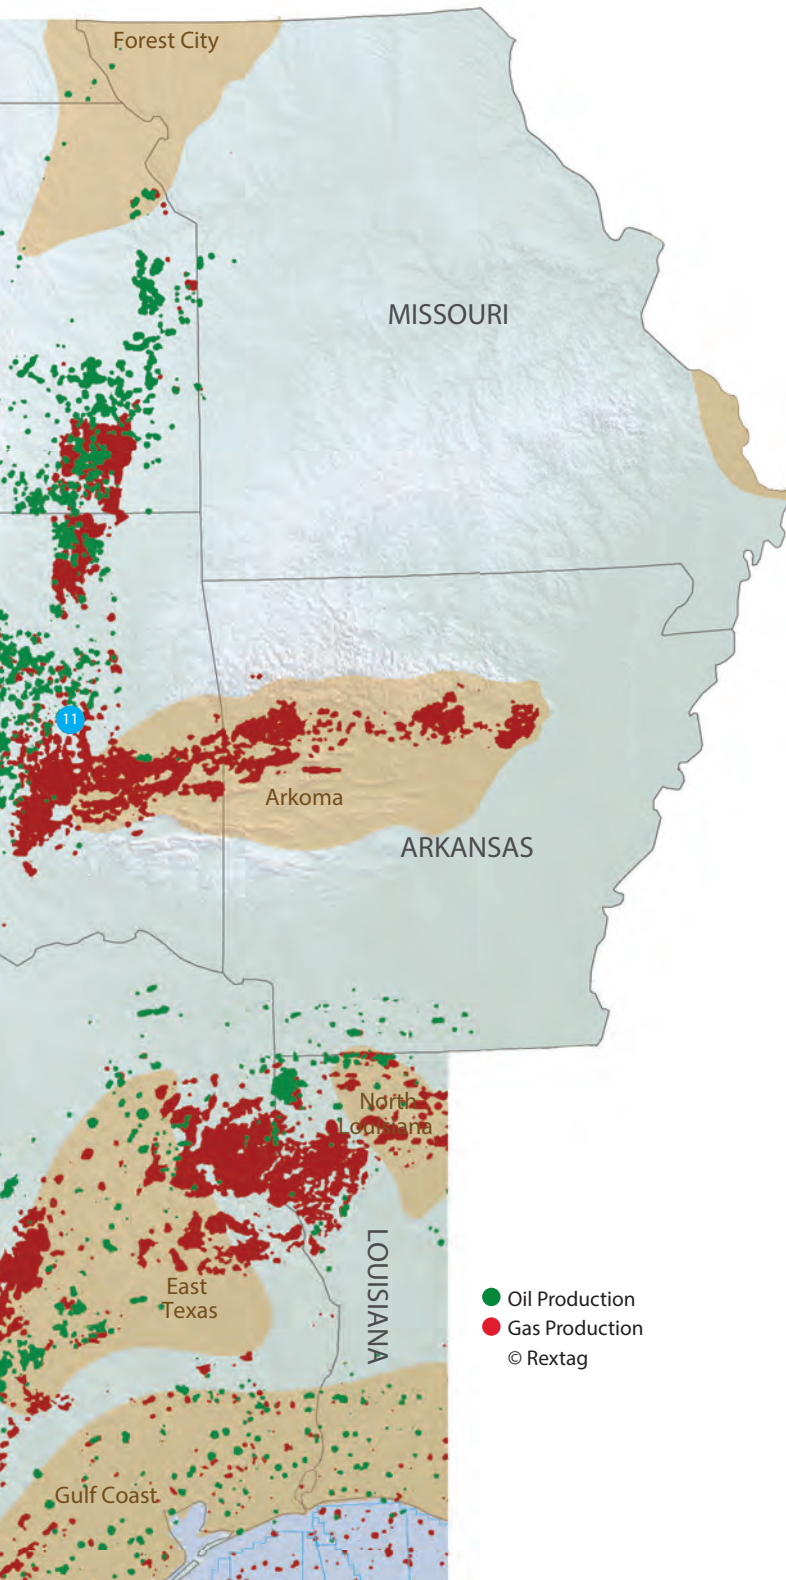 Forest City
MISSOURI
11
Arkoma
ARKANSAS
North
Louisiana
LOUISIANA
East
Texas
Oil Production
Gas Production
© Rextag
Gulf Coast